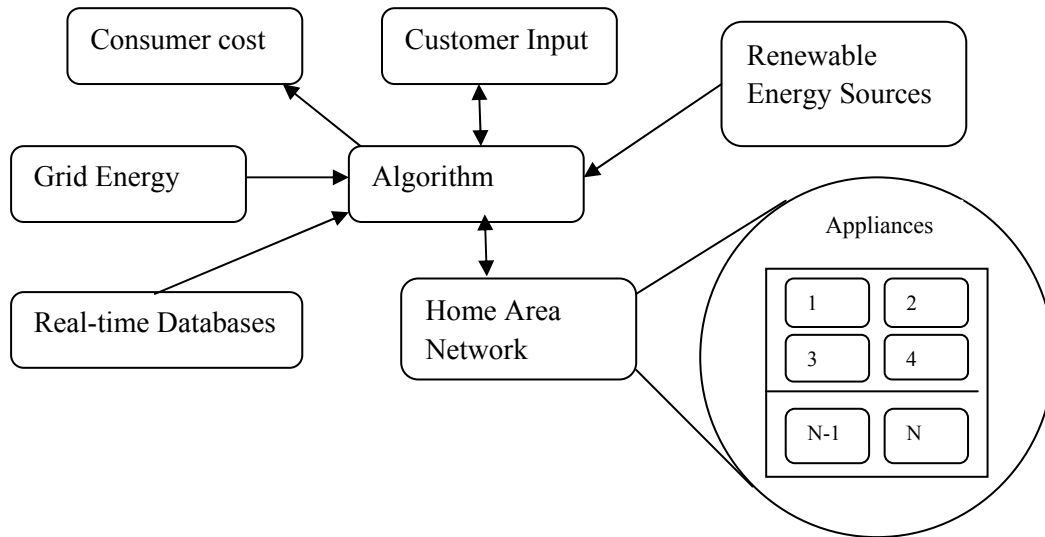 Consumer cost
Customer Input
Renewable
Energy Sources
Grid Energy
Algorithm
Appliances
Real-time Databases
Home Area
Network
1
2
3
4
N-1
N